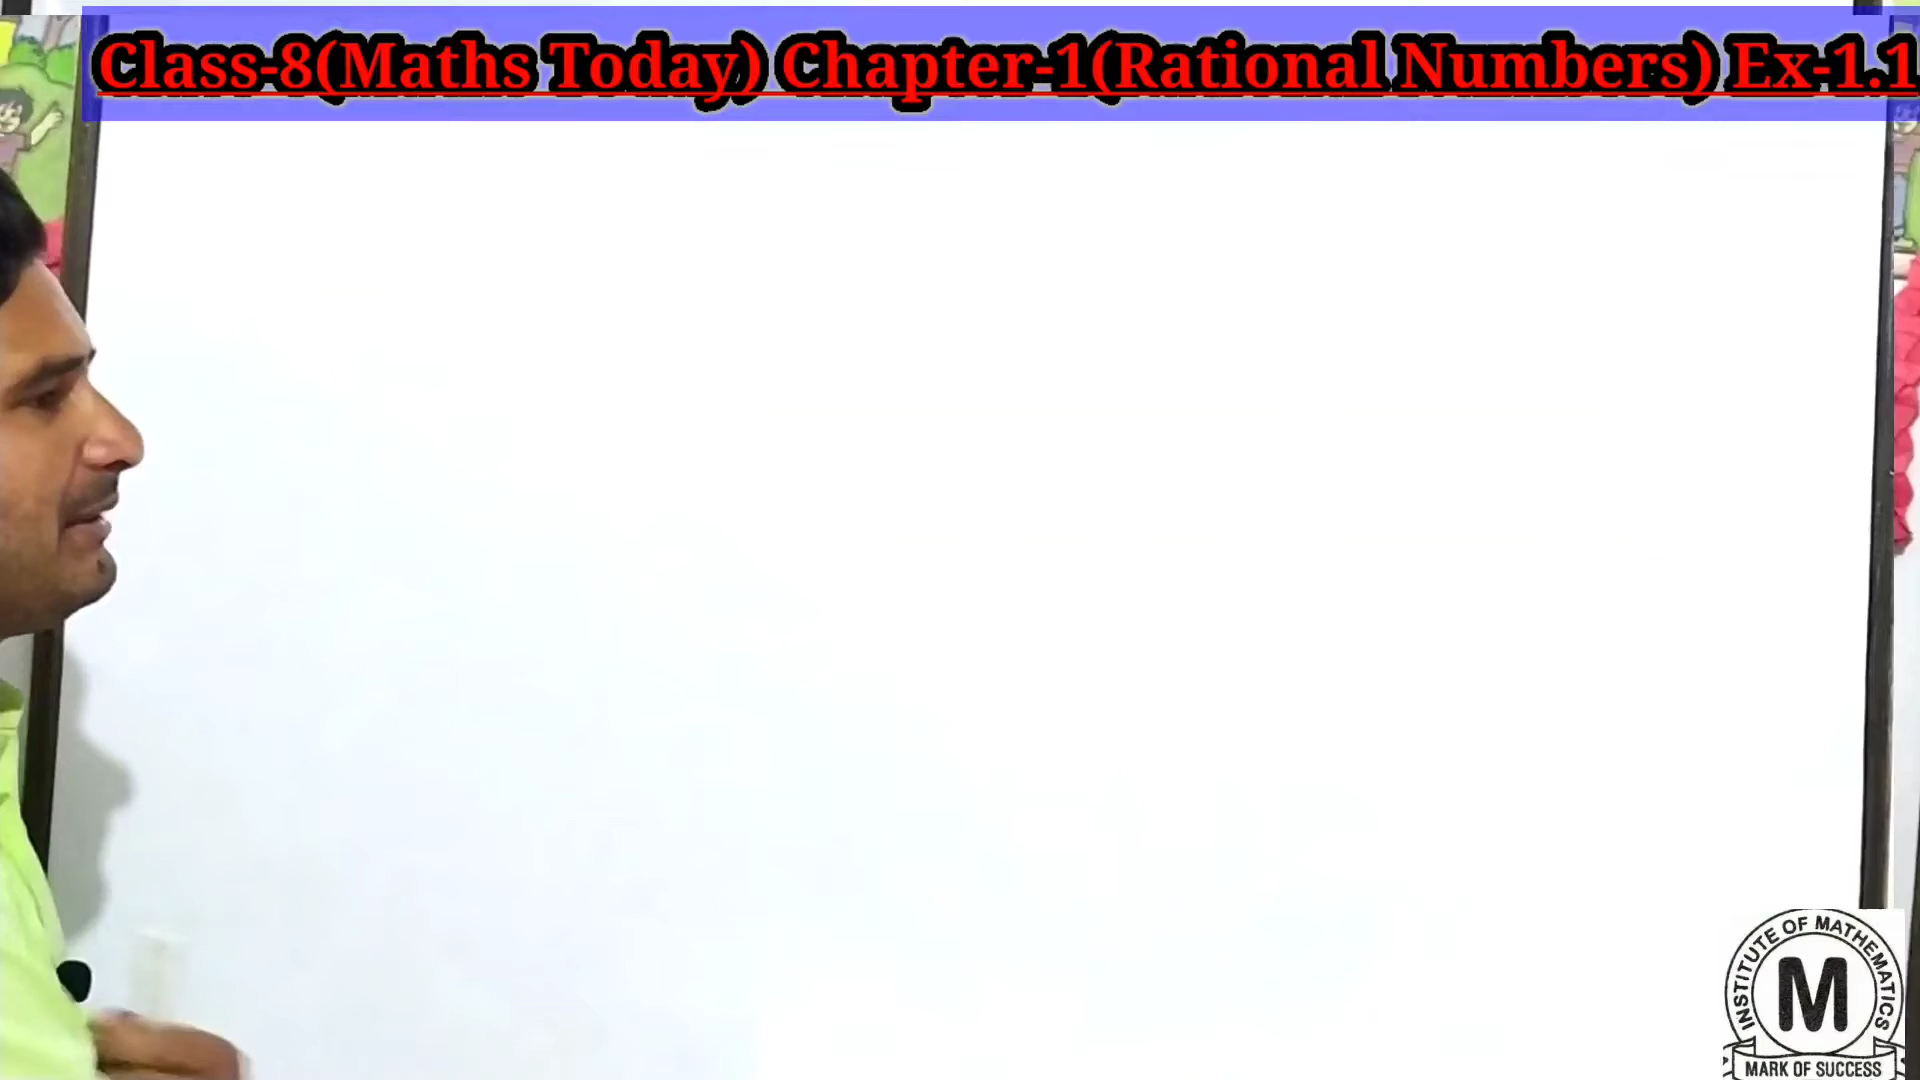 Class-8(Maths Today) Chapter-1(Rational Numbers) Ex-1.1
INSTITUTE OF MATHEMATICS
M
MARK OF SUCCESS